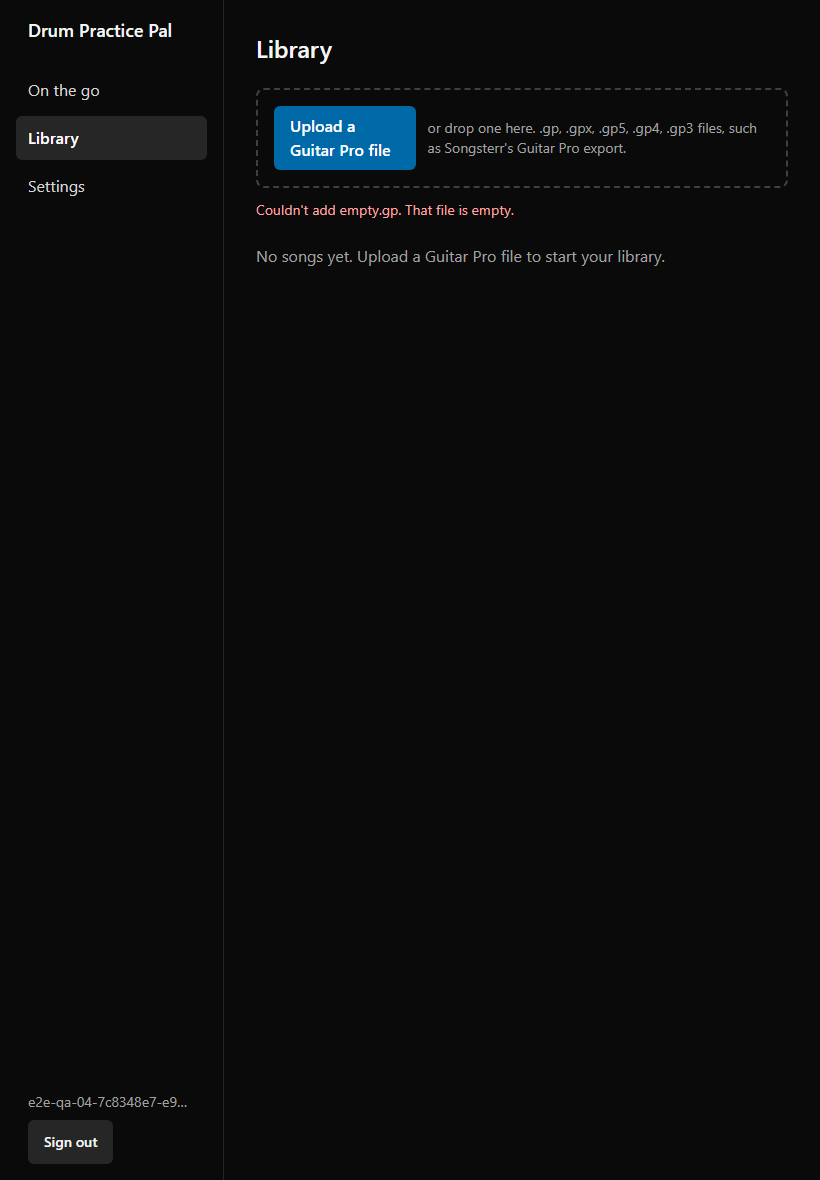 Drum Practice Pal
On the go
Library
Settings
Library
Upload a
Guitar Pro file
or drop one here. .gp, .gpx, .gp5, .gp4, .gp3 files, such
as Songsterr's Guitar Pro export.
Couldn't add empty.gp. That file is empty.
No songs yet. Upload a Guitar Pro file to start your library.
e2e-qa-04-7c8348e7-e9...
Sign out